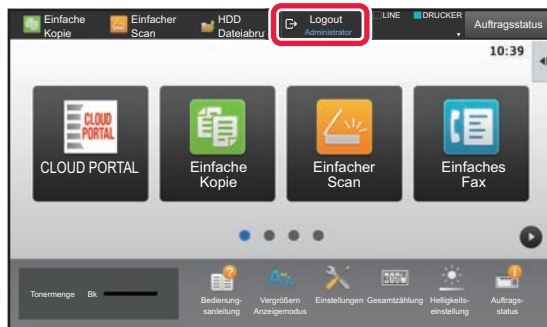 Einfache
Kopie
Einfacher
Scan
HDD
Dateiabru
Logout
Administrator
LINE
DRUCKER
Auftragsstatus
10:39
CLOUD
PORTAL
CLOUD PORTAL
Einfache
Kopie
Einfacher
Scan
Einfaches
Fax
Tonermenge Bk
Bedienung-
sanleitung
Vergrößern
Anzeigemodus
Einstellungen
Gesamtzählung
Helligkeits-
einstellung
Auftrags-
status